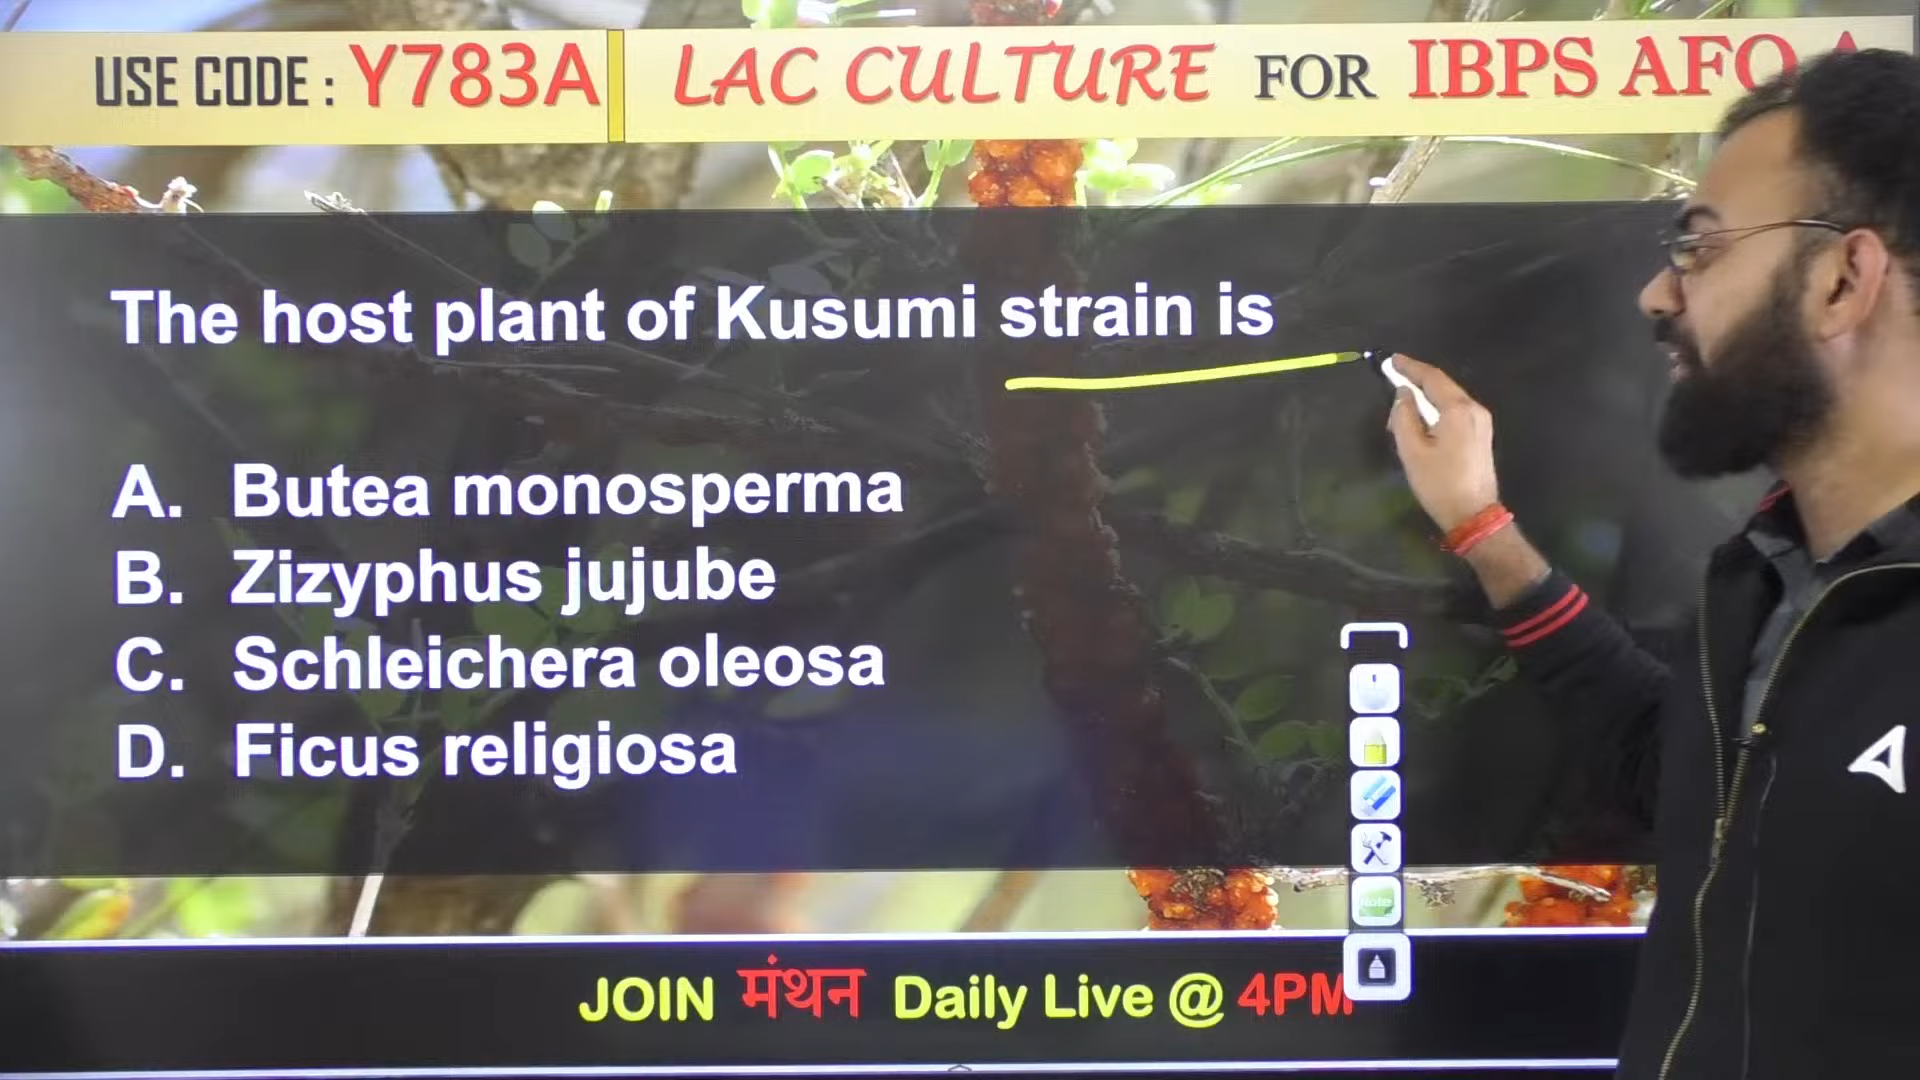 USE CODE : Y783A LAC CULTURE FOR IBPS AFO
The host plant of Kusumi strain is
A. Butea monosperma
B. Zizyphus jujube
C. Schleichera oleosa
D. Ficus religiosa
Note
JOIN मंथन Daily Live @ 4PM